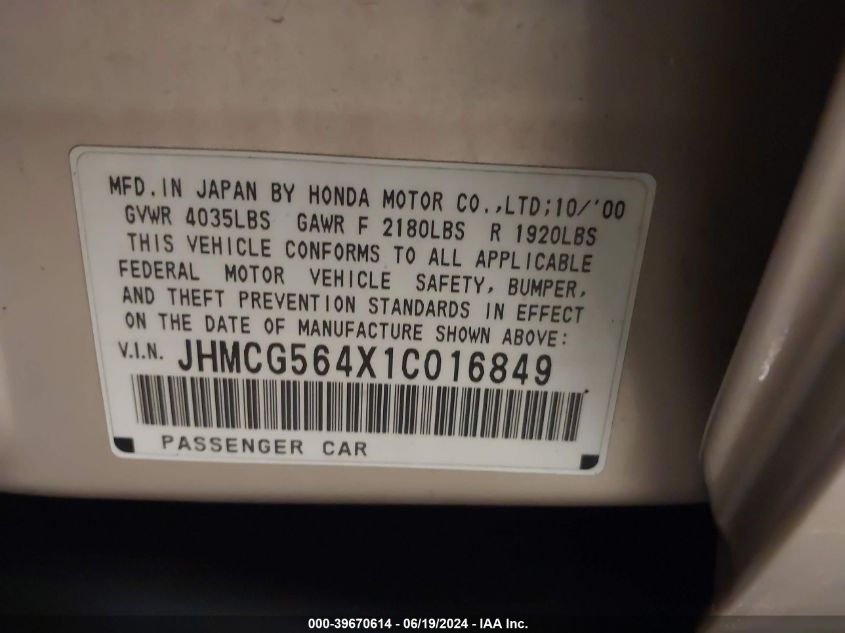 MFD.IN JAPAN BY HONDA MOTOR CO.,LTD;10/'00
GVWR 4035LBS GAWR F 2180LBS R 1920LBS
THIS VEHICLE CONFORMS TO ALL APPLICABLE
FEDERAL MOTOR VEHICLE SAFETY, BUMPER,
AND THEFT PREVENTION STANDARDS IN EFFECT
ON THE DATE OF MANUFACTURE SHOWN ABOVE:
V.I.N. JHMCG564X1C016849
PASSENGER CAR
000-39670614 - 06/19/2024 - IAA Inc.